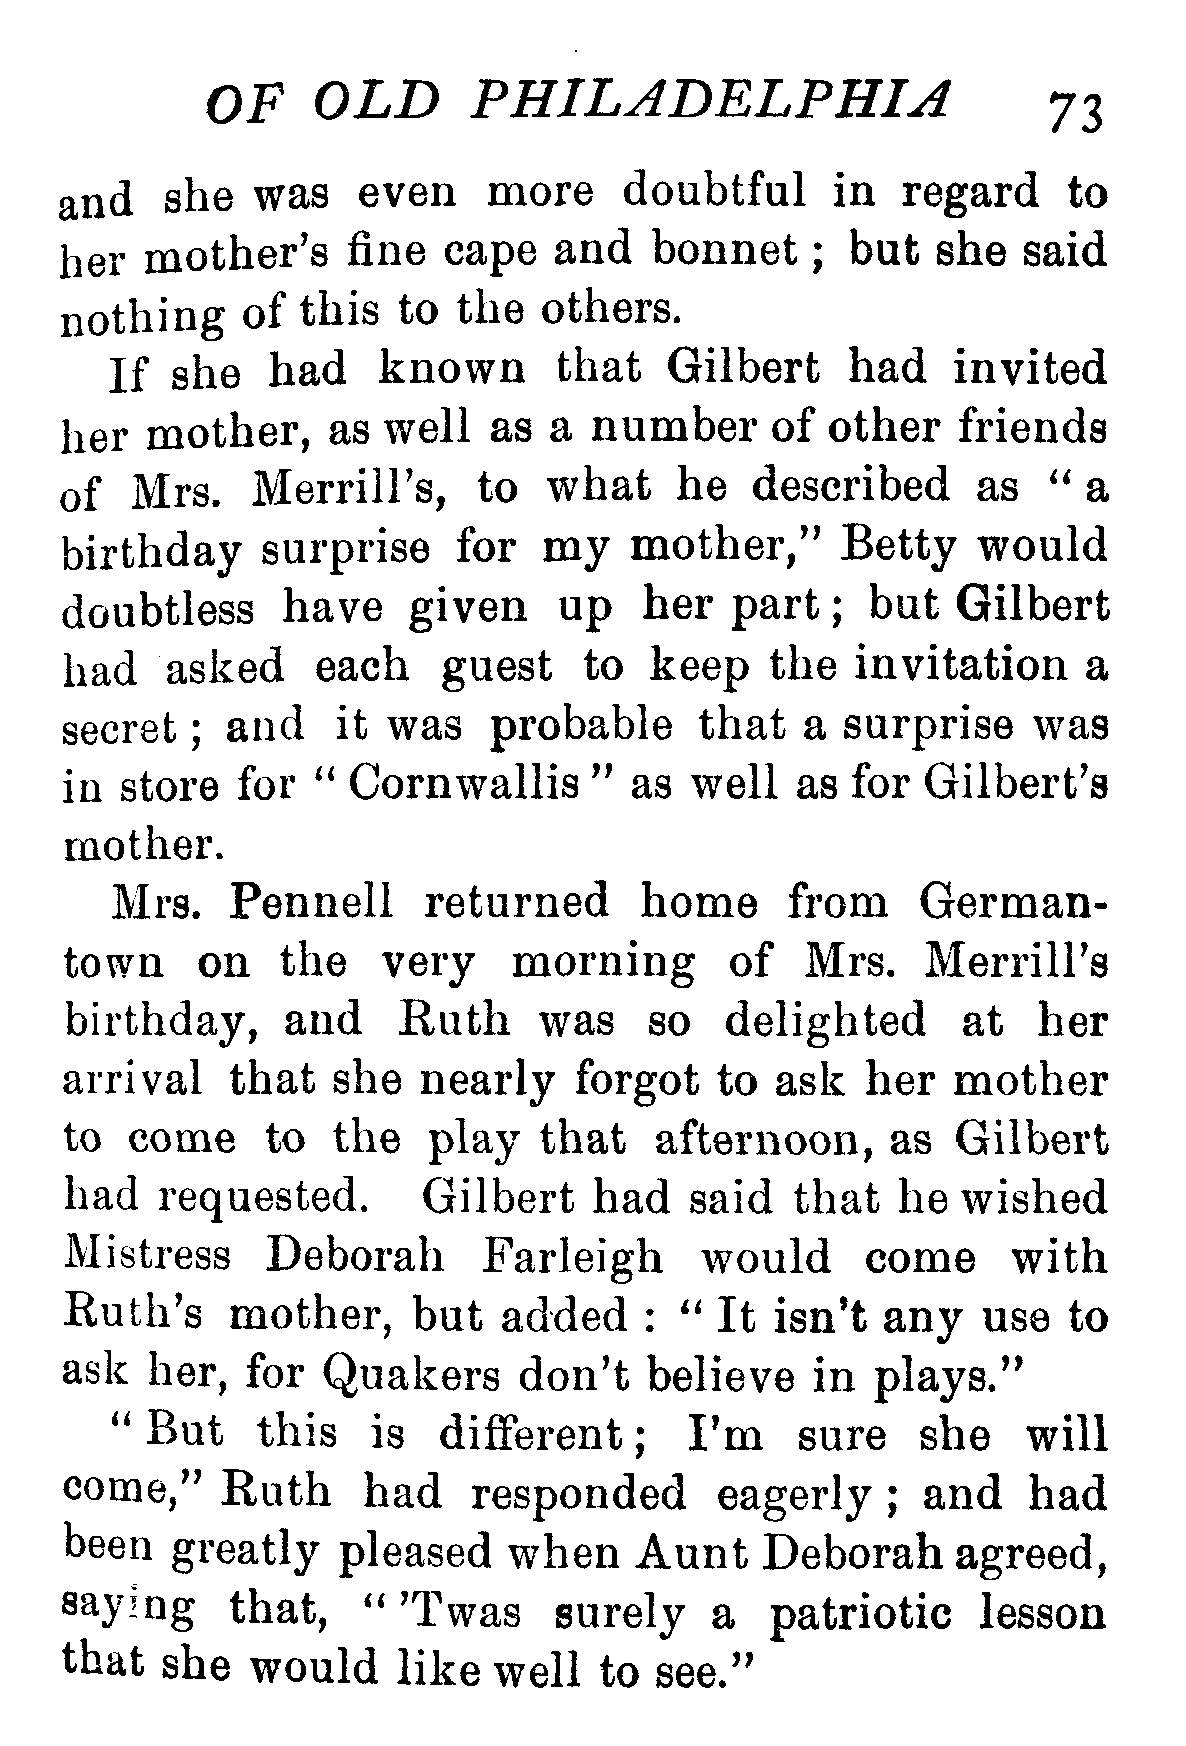 OF OLD PHILADELPHIA 73
and she was even more doubtful in regard to
her mother's fine cape and bonnet ; but she said
nothing of this to the others.
If she had known that Gilbert had invited
her mother, as well as a number of other friends
of Mrs. Merrill's, to what he described as " a
birthday surprise for my mother," Betty would
doubtless have given up her part ; but Gilbert
had asked each guest to keep the invitation a
secret ; and it was probable that a surprise was
in store for " Cornwallis " as well as for Gilbert's
mother.
Mrs. Pennell returned home from German-
town on the very morning of Mrs. Merrill's
birthday, and Ruth was so delighted at her
arrival that she nearly forgot to ask her mother
to come to the play that afternoon, as Gilbert
had requested. Gilbert had said that he wished
Mistress Deborah Farleigh would come with
Ruth's mother, but added : " It isn't any use to
ask her, for Quakers don't believe in plays."
" But this is different ; I'm sure she will
come," Ruth had responded eagerly ; and had
been greatly pleased when Aunt Deborah agreed,
saying that, " 'Twas surely a patriotic lesson
that she would like well to see."